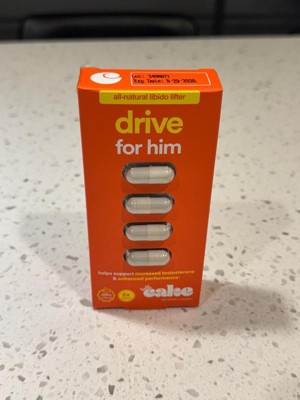 all-natural libido lifter
drive
for him
helps support increased testosterone
& enhanced performance*
cake